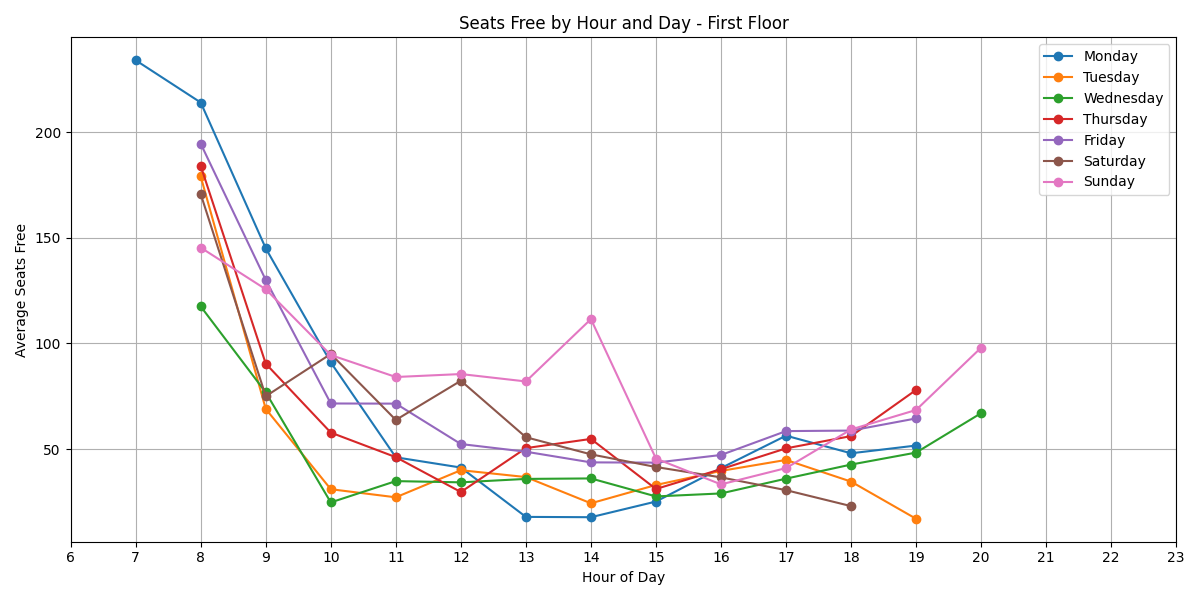 Seats Free by Hour and Day - First Floor
Monday
Tuesday
Wednesday
Thursday
Friday
Saturday
Sunday
200
150
100
50
Average Seats Free
6 7 8 9 10 11 12 13 14 15 16 17 18 19 20 21 22 23
Hour of Day